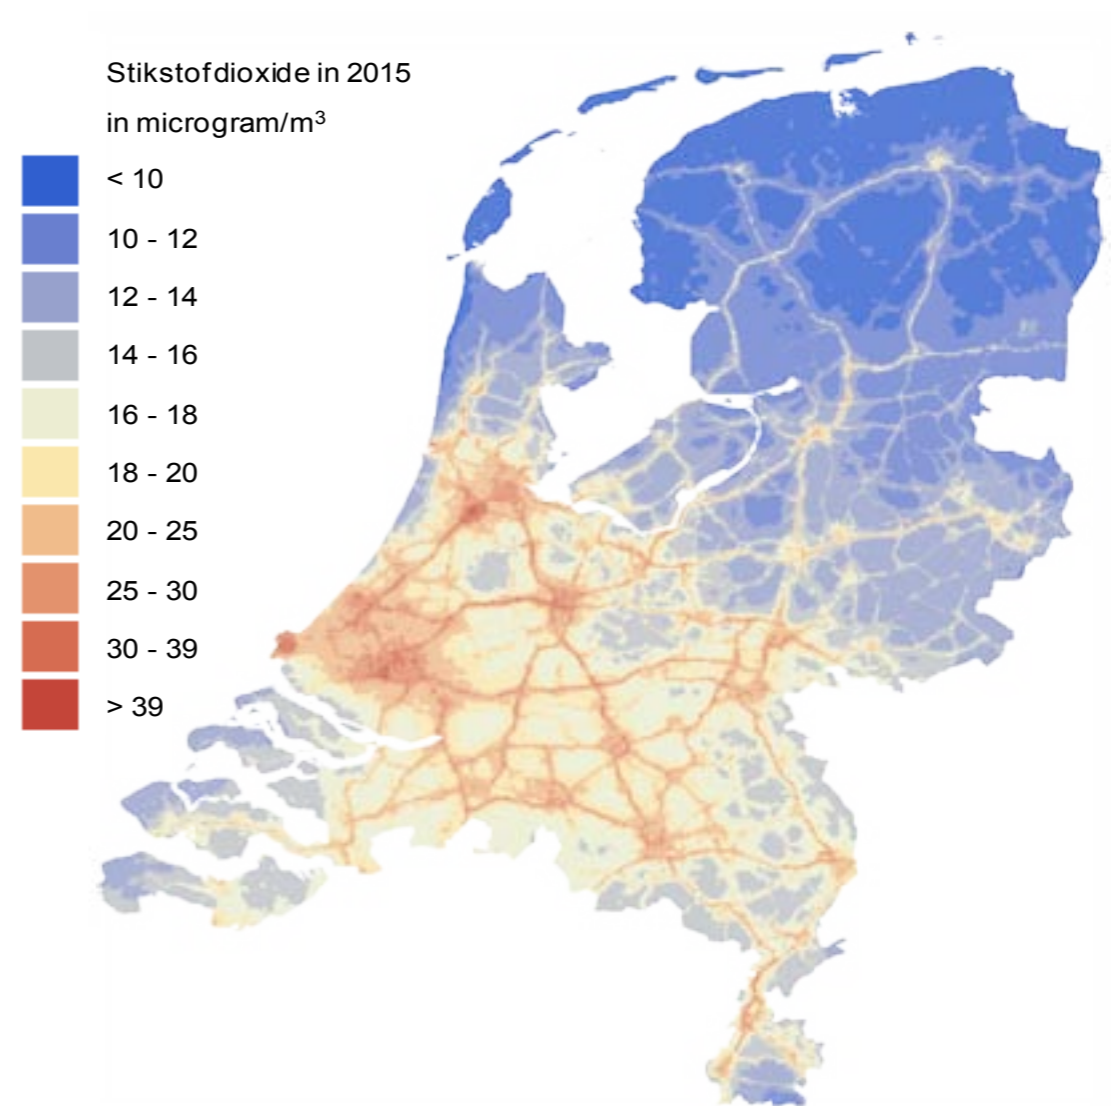 Stikstofdioxide in 2015
in microgram/m³
< 10
10 - 12
12 - 14
14 - 16
16 - 18
18 - 20
20 - 25
25 - 30
30 - 39
> 39